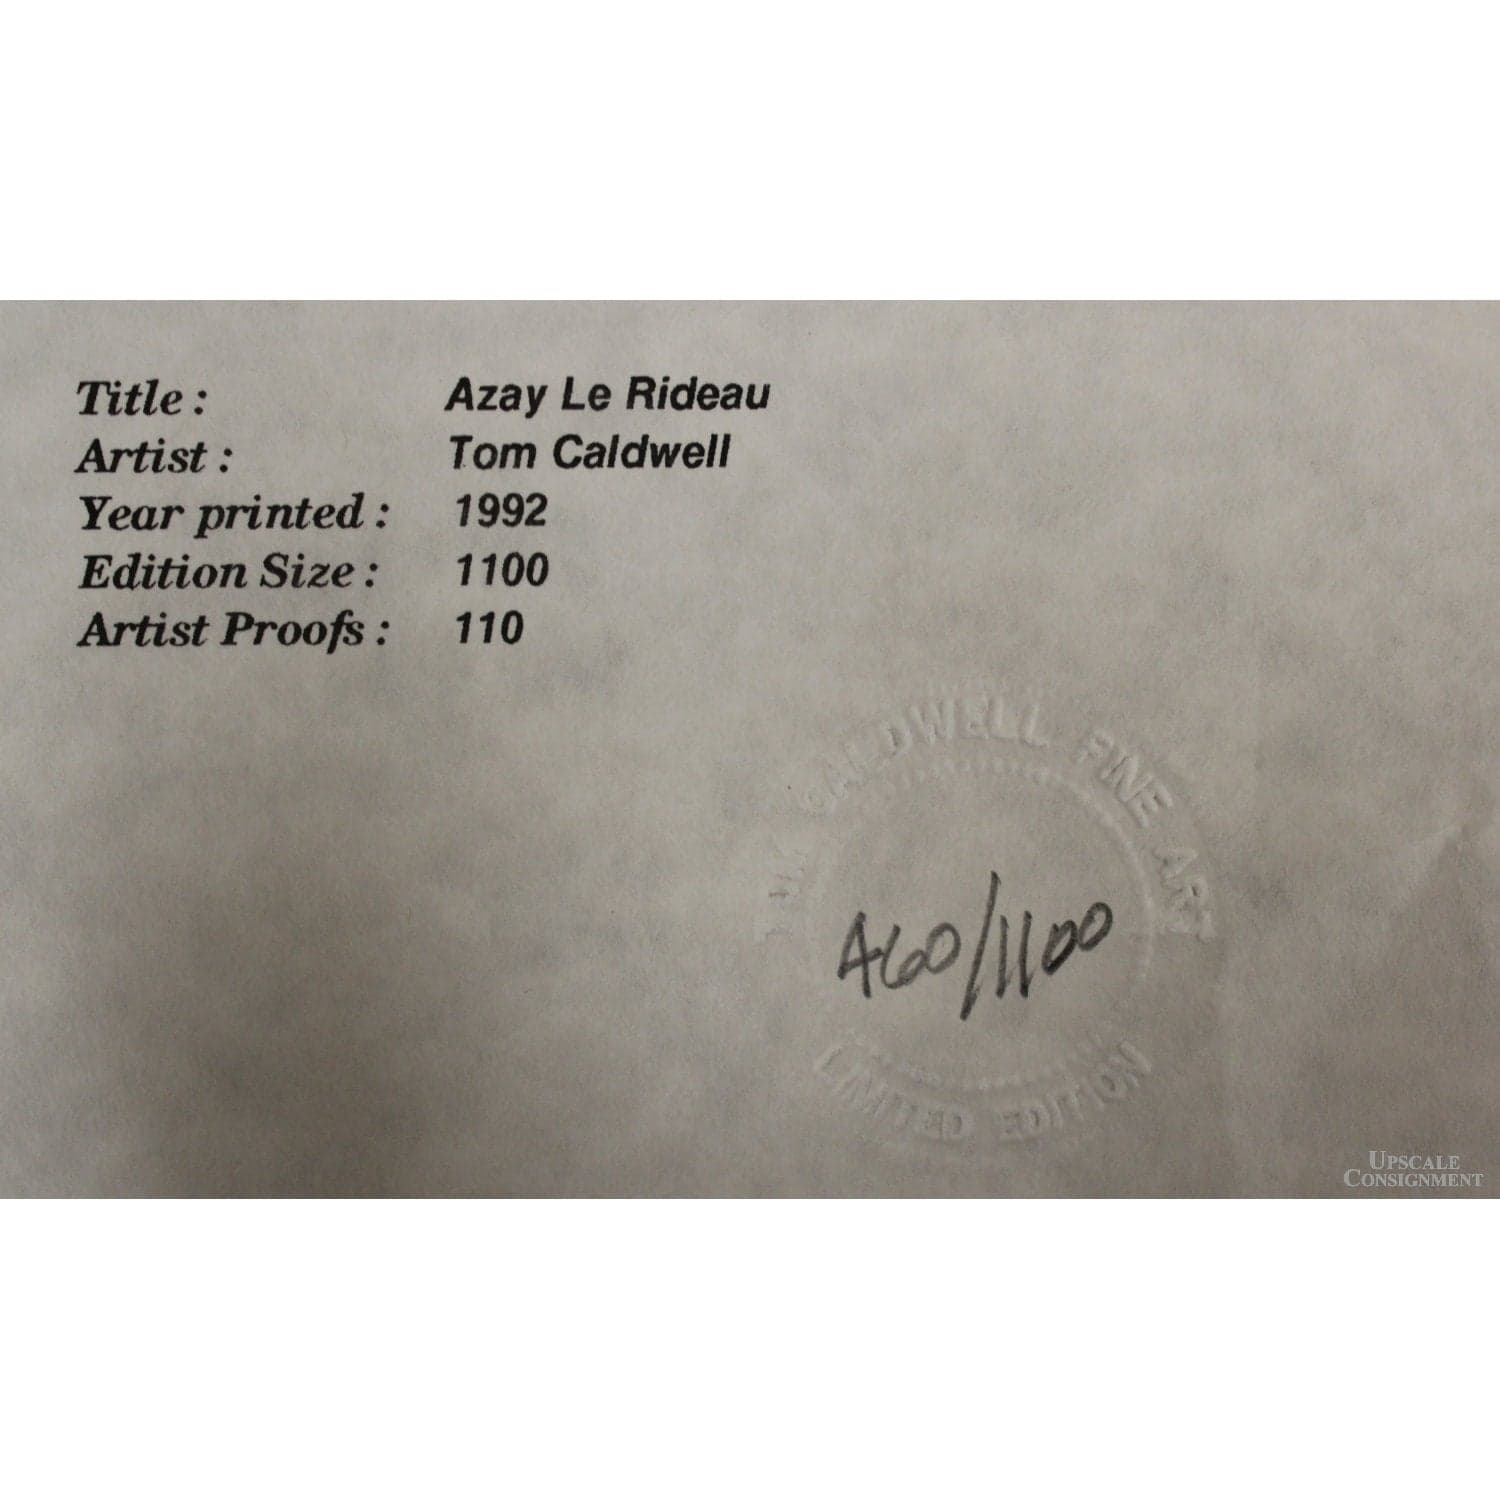 Title : Azay Le Rideau
Artist : Tom Caldwell
Year printed : 1992
Edition Size : 1100
Artist Proofs : 110
CALDWELL FINE ART
460/1100
LIMITED EDITION
UPSCALE
CONSIGNMENT